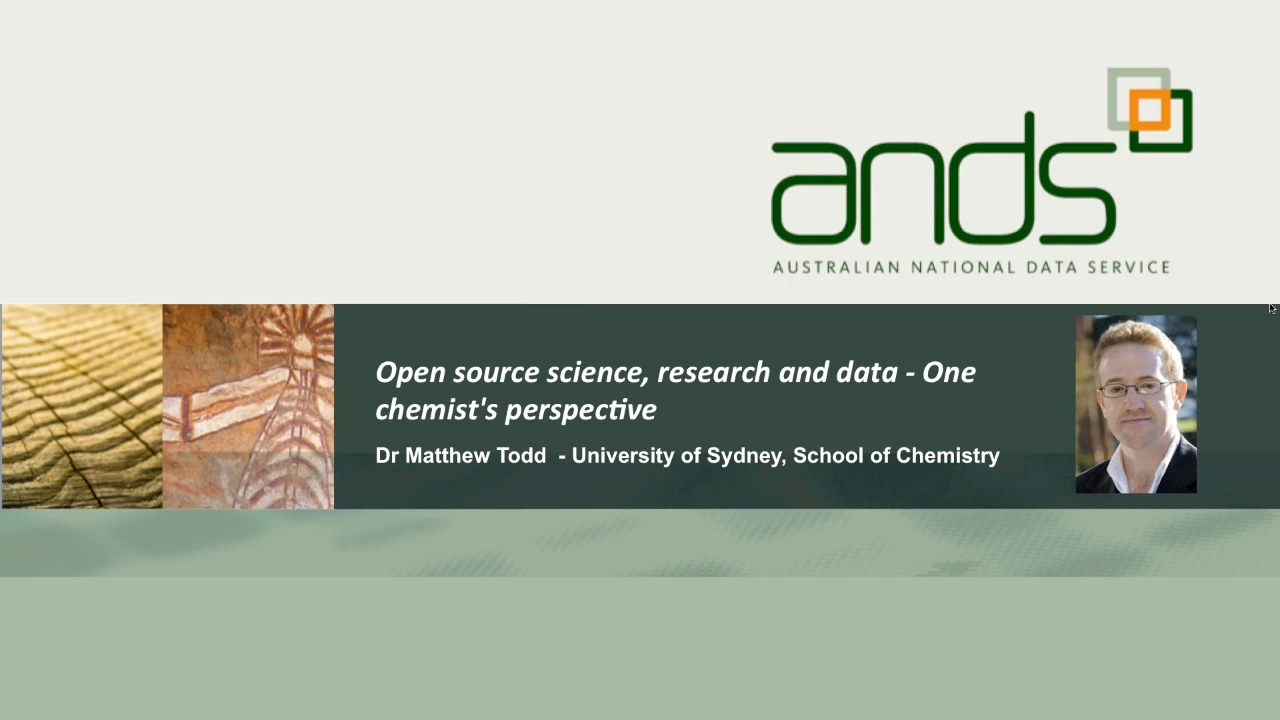 ands
AUSTRALIAN NATIONAL DATA SERVICE
Open source science, research and data - One
chemist's perspective
Dr Matthew Todd - University of Sydney, School of Chemistry